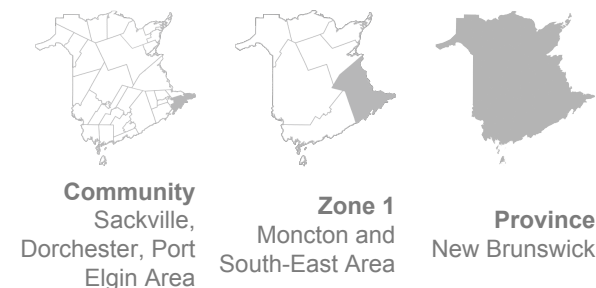 Community
Sackville,
Dorchester, Port
Elgin Area
Zone 1
Moncton and
South-East Area
Province
New Brunswick